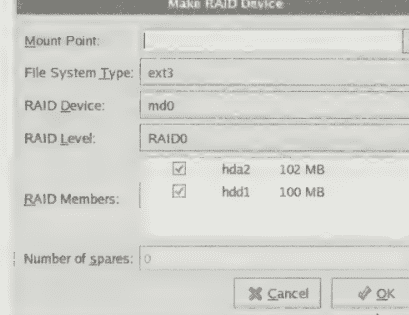 Make RAID Device
Mount Point:
File System Type: ext3
RAID Device: md0
RAID Level: RAID0
hda2 102 MB
RAID Members: hdd1 100 MB
Number of spares: 0
Cancel OK